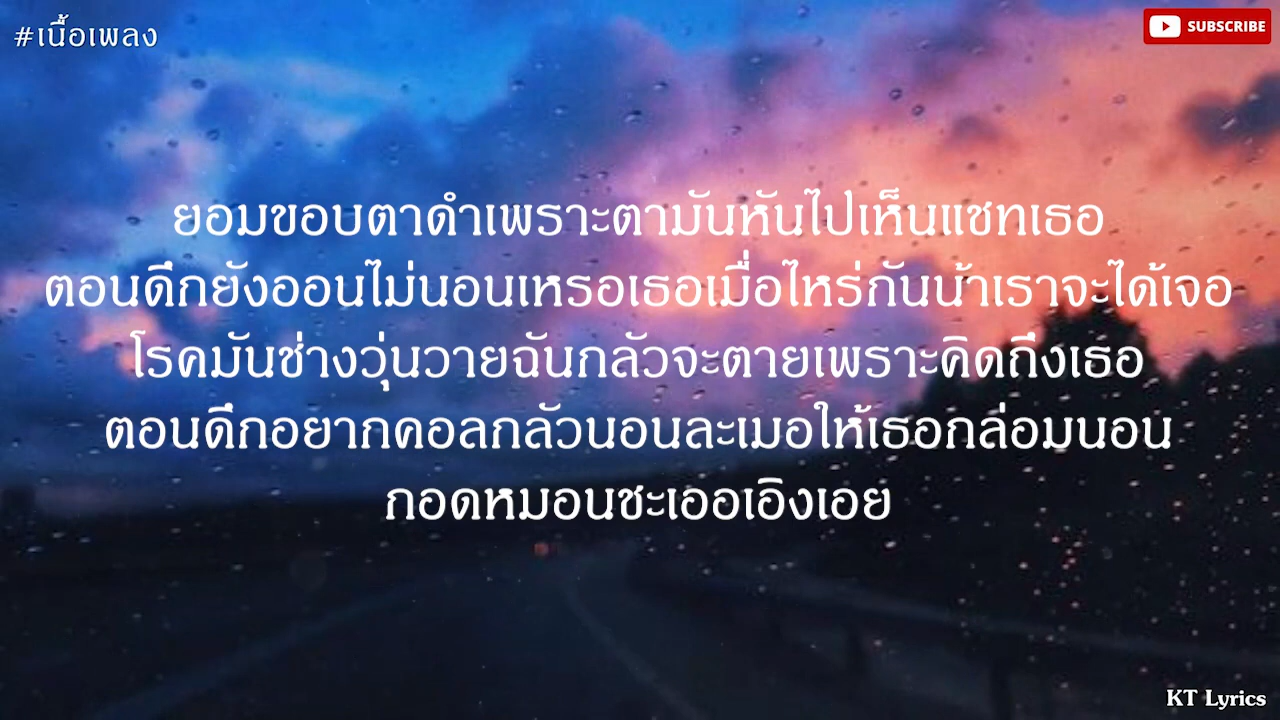 #เนื้อเพลง
SUBSCRIBE
ยอมขอบตาดำเพราะตามันหันไปเห็นแชทเธอ
ตอนดึกยังออนไม่นอนเหรอเธอเมื่อไหร่กันน้าเราจะได้เจอ
โรคมันช่างวุ่นวายฉันกลัวจะตายเพราะคิดถึงเธอ
ตอนดึกอยากคอลกลัวนอนละเมอให้เธอกล่อมนอน
กอดหมอนชะเออเอิงเอย
KT Lyrics